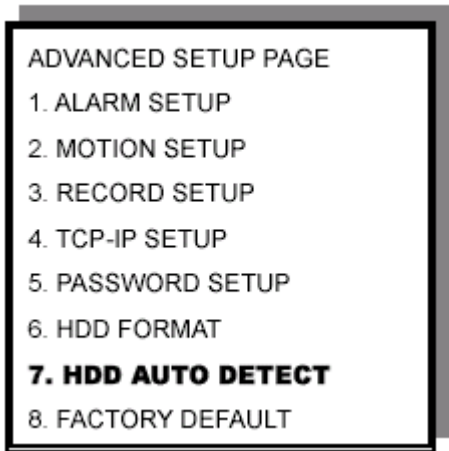 ADVANCED SETUP PAGE
1. ALARM SETUP
2. MOTION SETUP
3. RECORD SETUP
4. TCP-IP SETUP
5. PASSWORD SETUP
6. HDD FORMAT
7. HDD AUTO DETECT
8. FACTORY DEFAULT